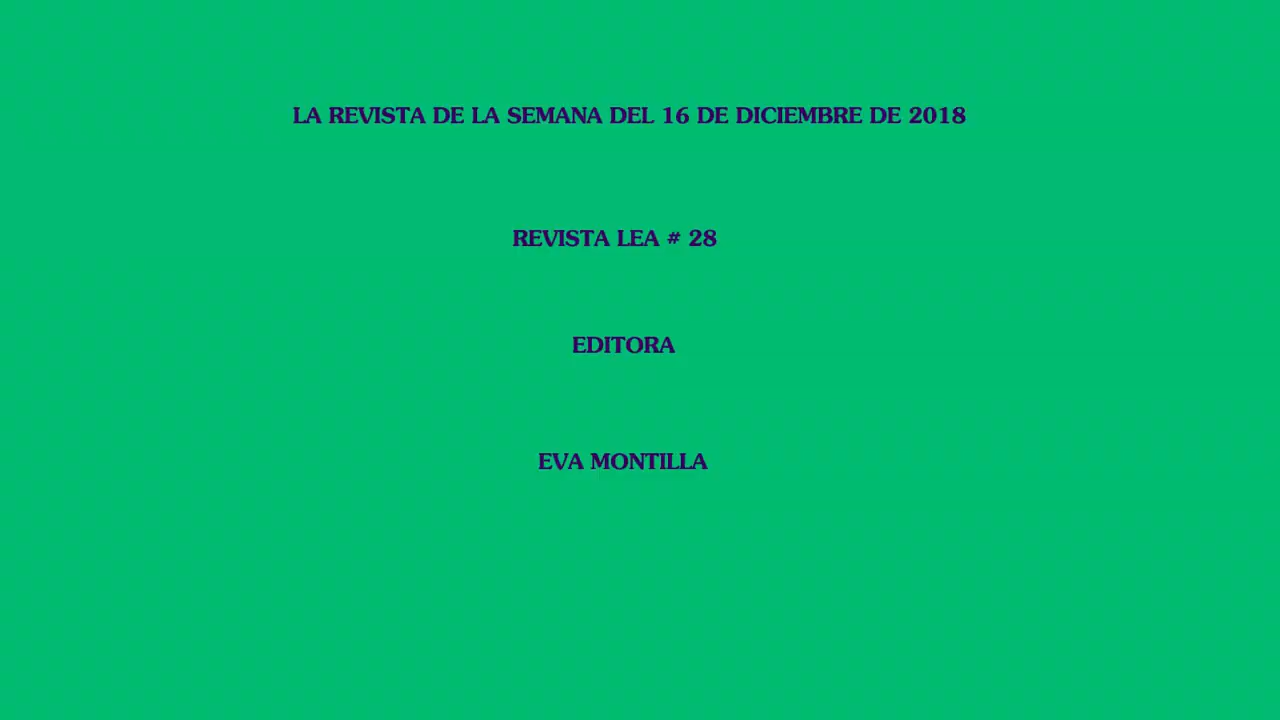 LA REVISTA DE LA SEMANA DEL 16 DE DICIEMBRE DE 2018
REVISTA LEA # 28
EDITORA
EVA MONTILLA